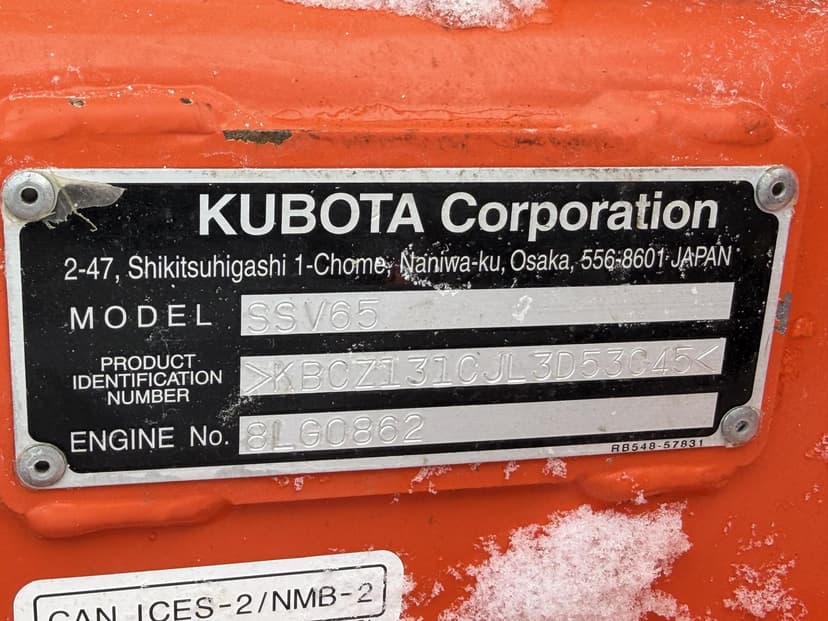 KUBOTA Corporation
2-47, Shikitsuhigashi 1-Chome, Naniwa-ku, Osaka, 556-8601 JAPAN
MODEL SSV65
PRODUCT
IDENTIFICATION
NUMBER
>KBCZ131CJL3D53C45<
ENGINE No. 8LG0862
RB548-57831
CAN ICES-2/NMB-2